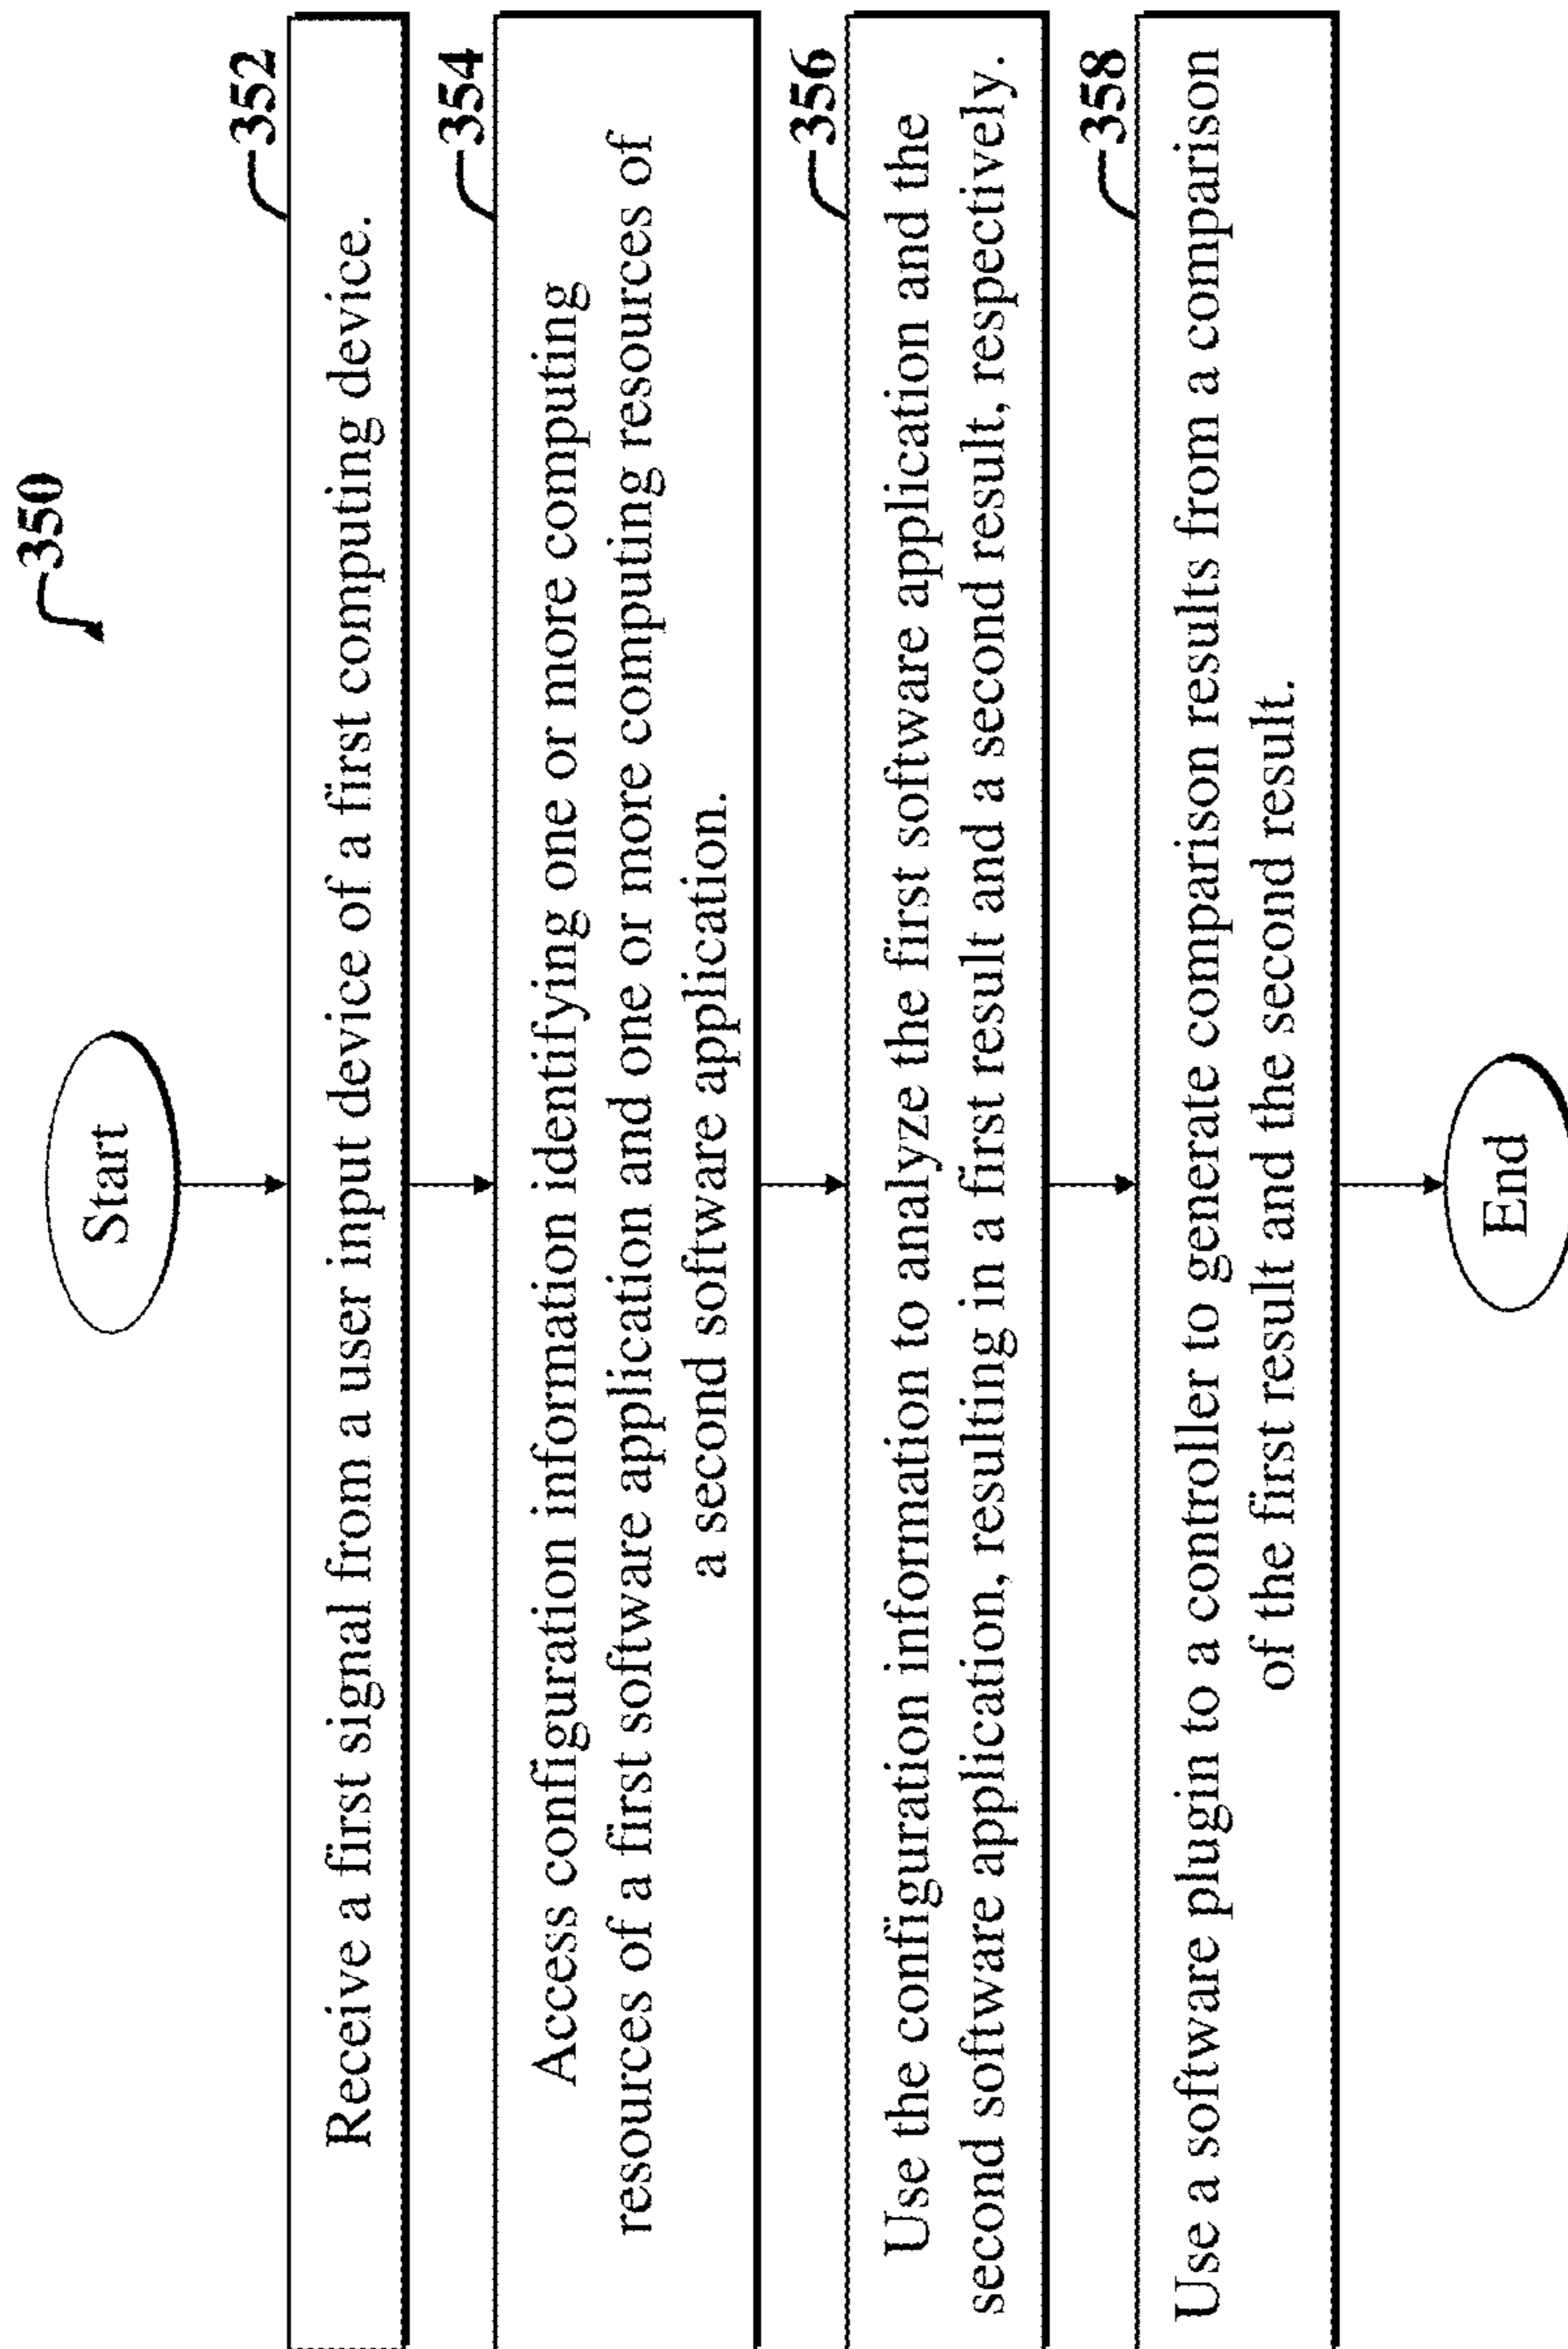 350
Start
352
Receive a first signal from a user input device of a first computing device.
354
Access configuration information identifying one or more computing
resources of a first software application and one or more computing resources of
a second software application.
356
Use the configuration information to analyze the first software application and the
second software application, resulting in a first result and a second result, respectively.
358
Use a software plugin to a controller to generate comparison results from a comparison
of the first result and the second result.
End